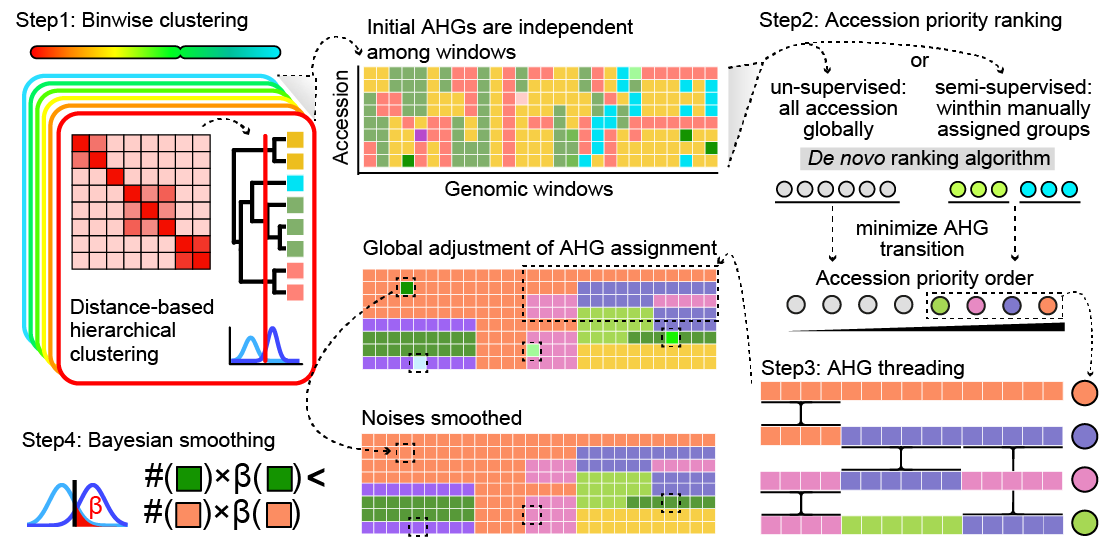 Step1: Binwise clustering
Distance-based
hierarchical
clustering
Initial AHGs are independent
among windows
Accession
Genomic windows
Step2: Accession priority ranking
or
un-supervised:
all accession
globally
semi-supervised:
winthin manually
assigned groups
De novo ranking algorithm
minimize AHG
transition
Accession priority order
Step3: AHG threading
Global adjustment of AHG assignment
Noises smoothed
Step4: Bayesian smoothing
β
#( )×β( )<
#( )×β( )